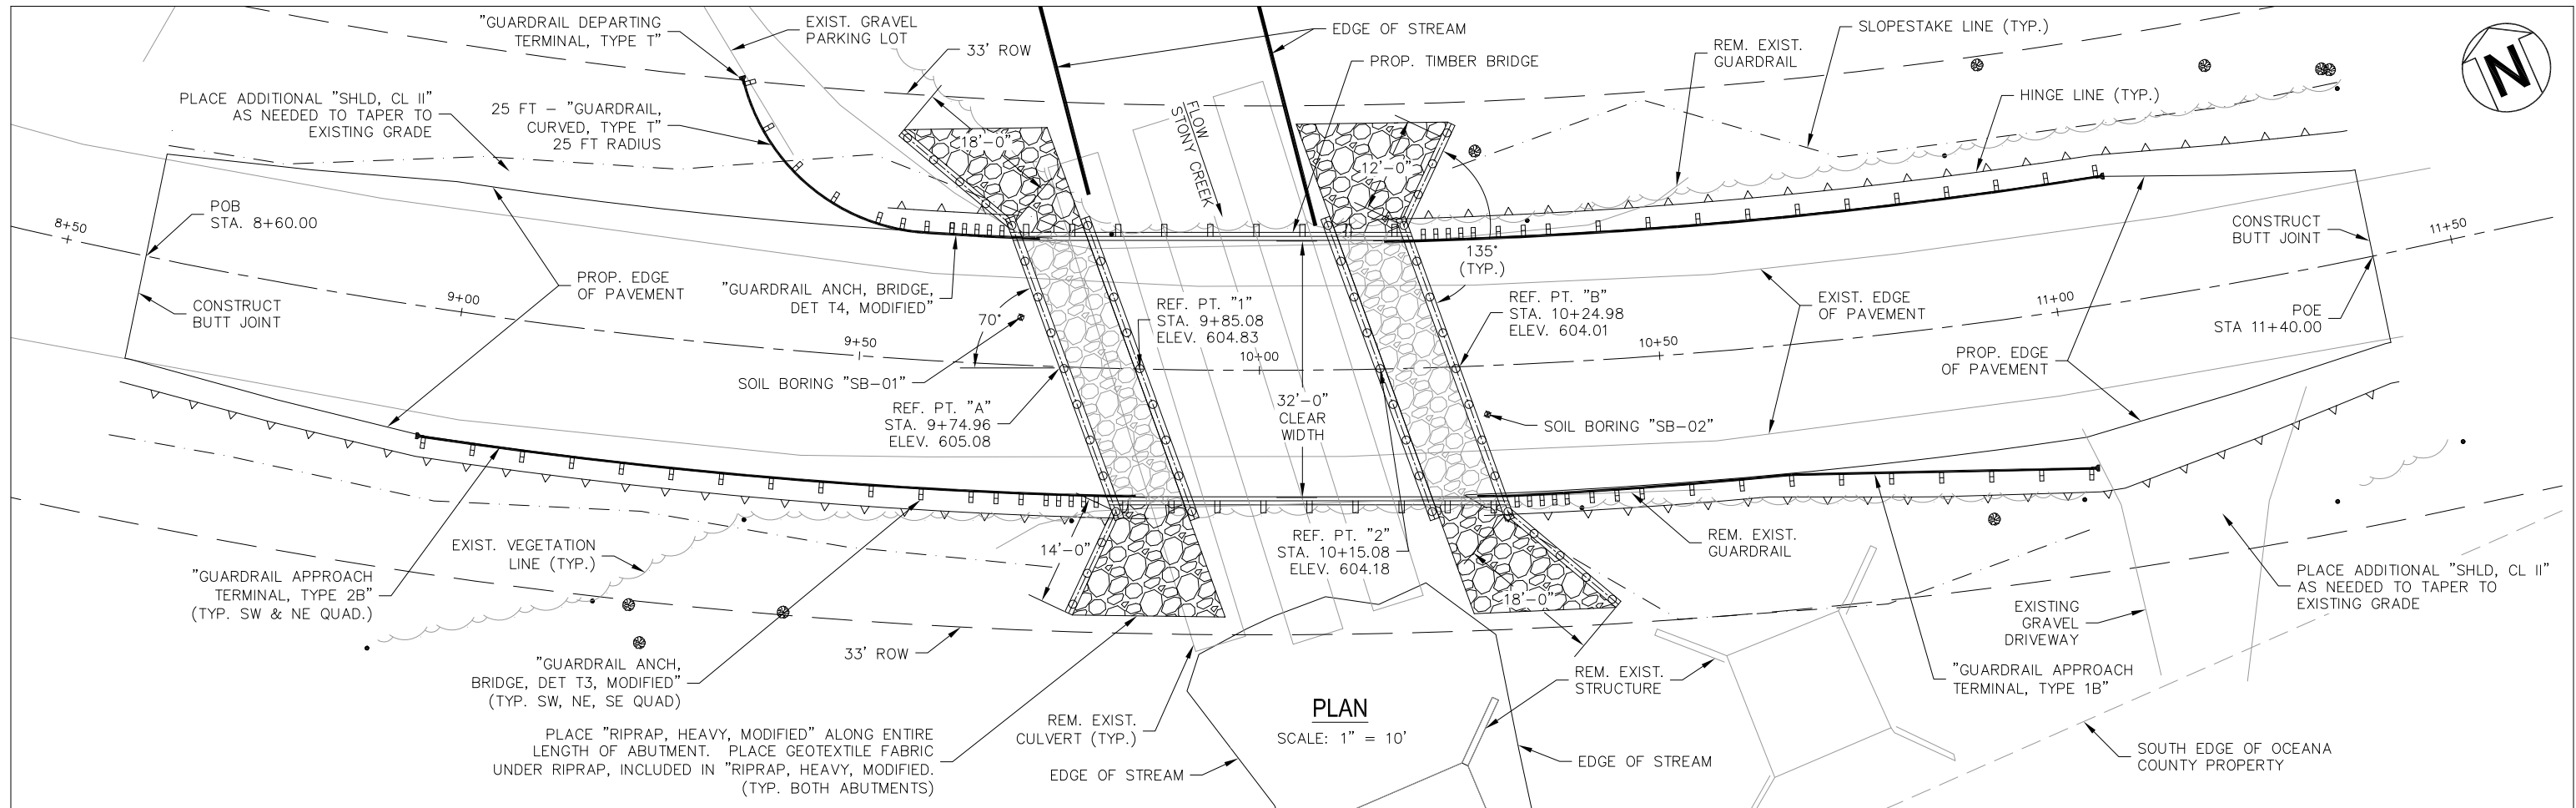 "GUARDRAIL DEPARTING
TERMINAL, TYPE T"
EXIST. GRAVEL
PARKING LOT
33' ROW
EDGE OF STREAM
PROP. TIMBER BRIDGE
REM. EXIST.
GUARDRAIL
SLOPESTAKE LINE (TYP.)
HINGE LINE (TYP.)
N
PLACE ADDITIONAL "SHLD, CL II"
AS NEEDED TO TAPER TO
EXISTING GRADE
25 FT - "GUARDRAIL,
CURVED, TYPE T"
25 FT RADIUS
18'-0"
FLOW
STONY CREEK
12'-0"
8+50
POB
STA. 8+60.00
CONSTRUCT
BUTT JOINT
9+00
PROP. EDGE
OF PAVEMENT
"GUARDRAIL ANCH, BRIDGE,
DET T4, MODIFIED"
70°
9+50
SOIL BORING "SB-01"
REF. PT. "A"
STA. 9+74.96
ELEV. 605.08
REF. PT. "1"
STA. 9+85.08
ELEV. 604.83
10+00
32'-0"
CLEAR
WIDTH
135°
(TYP.)
REF. PT. "B"
STA. 10+24.98
ELEV. 604.01
10+50
SOIL BORING "SB-02"
EXIST. EDGE
OF PAVEMENT
11+00
PROP. EDGE
OF PAVEMENT
CONSTRUCT
BUTT JOINT
11+50
POE
STA 11+40.00
REF. PT. "2"
STA. 10+15.08
ELEV. 604.18
14'-0"
18'-0"
EXIST. VEGETATION
LINE (TYP.)
"GUARDRAIL APPROACH
TERMINAL, TYPE 2B"
(TYP. SW & NE QUAD.)
"GUARDRAIL ANCH,
BRIDGE, DET T3, MODIFIED"
(TYP. SW, NE, SE QUAD)
33' ROW
PLACE "RIPRAP, HEAVY, MODIFIED" ALONG ENTIRE
LENGTH OF ABUTMENT. PLACE GEOTEXTILE FABRIC
UNDER RIPRAP, INCLUDED IN "RIPRAP, HEAVY, MODIFIED.
(TYP. BOTH ABUTMENTS)
REM. EXIST.
CULVERT (TYP.)
EDGE OF STREAM
PLAN
SCALE: 1" = 10'
REM. EXIST.
STRUCTURE
EDGE OF STREAM
REM. EXIST.
GUARDRAIL
"GUARDRAIL APPROACH
TERMINAL, TYPE 1B"
EXISTING
GRAVEL
DRIVEWAY
PLACE ADDITIONAL "SHLD, CL II"
AS NEEDED TO TAPER TO
EXISTING GRADE
SOUTH EDGE OF OCEANA
COUNTY PROPERTY